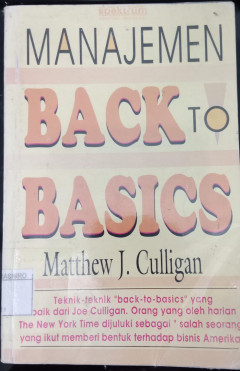 MANAJEMEN
BACK TO
BASICS
Matthew J. Culligan
Teknik-teknik "back-to-basics" yang
baik dari Joe Culligan. Orang yang oleh harian
The New York Time dijuluki sebagai " salah seorang
yang ikut memberi bentuk terhadap bisnis Amerika